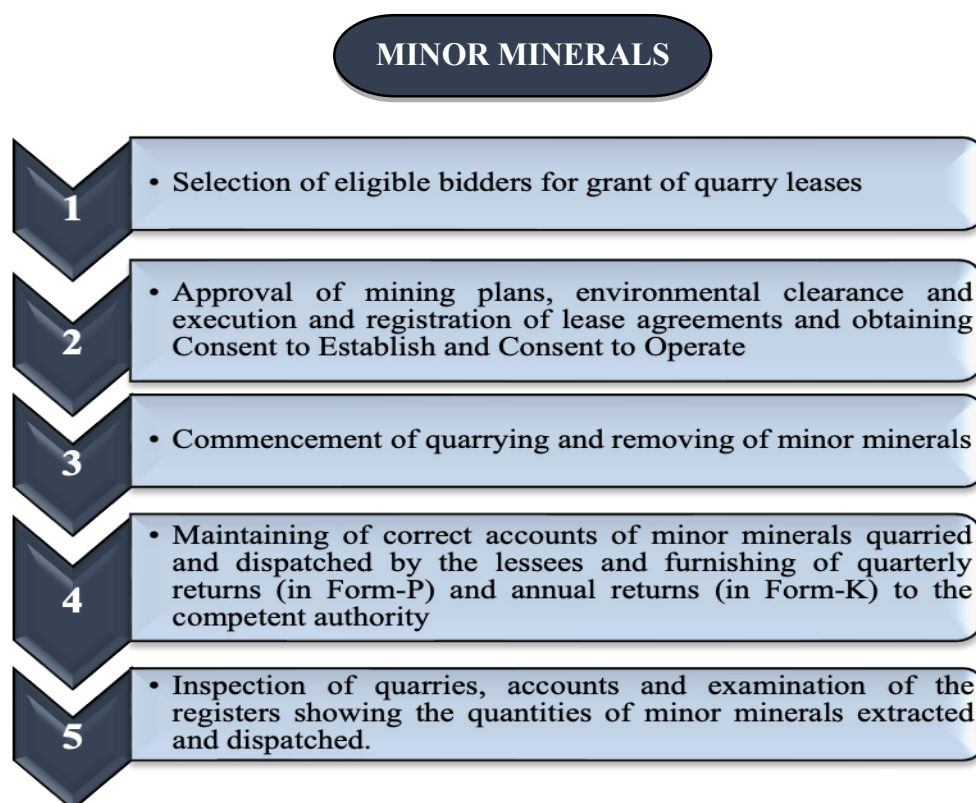 MINOR MINERALS
1
• Selection of eligible bidders for grant of quarry leases
2
• Approval of mining plans, environmental clearance and
execution and registration of lease agreements and obtaining
Consent to Establish and Consent to Operate
3
• Commencement of quarrying and removing of minor minerals
4
• Maintaining of correct accounts of minor minerals quarried
and dispatched by the lessees and furnishing of quarterly
returns (in Form-P) and annual returns (in Form-K) to the
competent authority
5
• Inspection of quarries, accounts and examination of the
registers showing the quantities of minor minerals extracted
and dispatched.